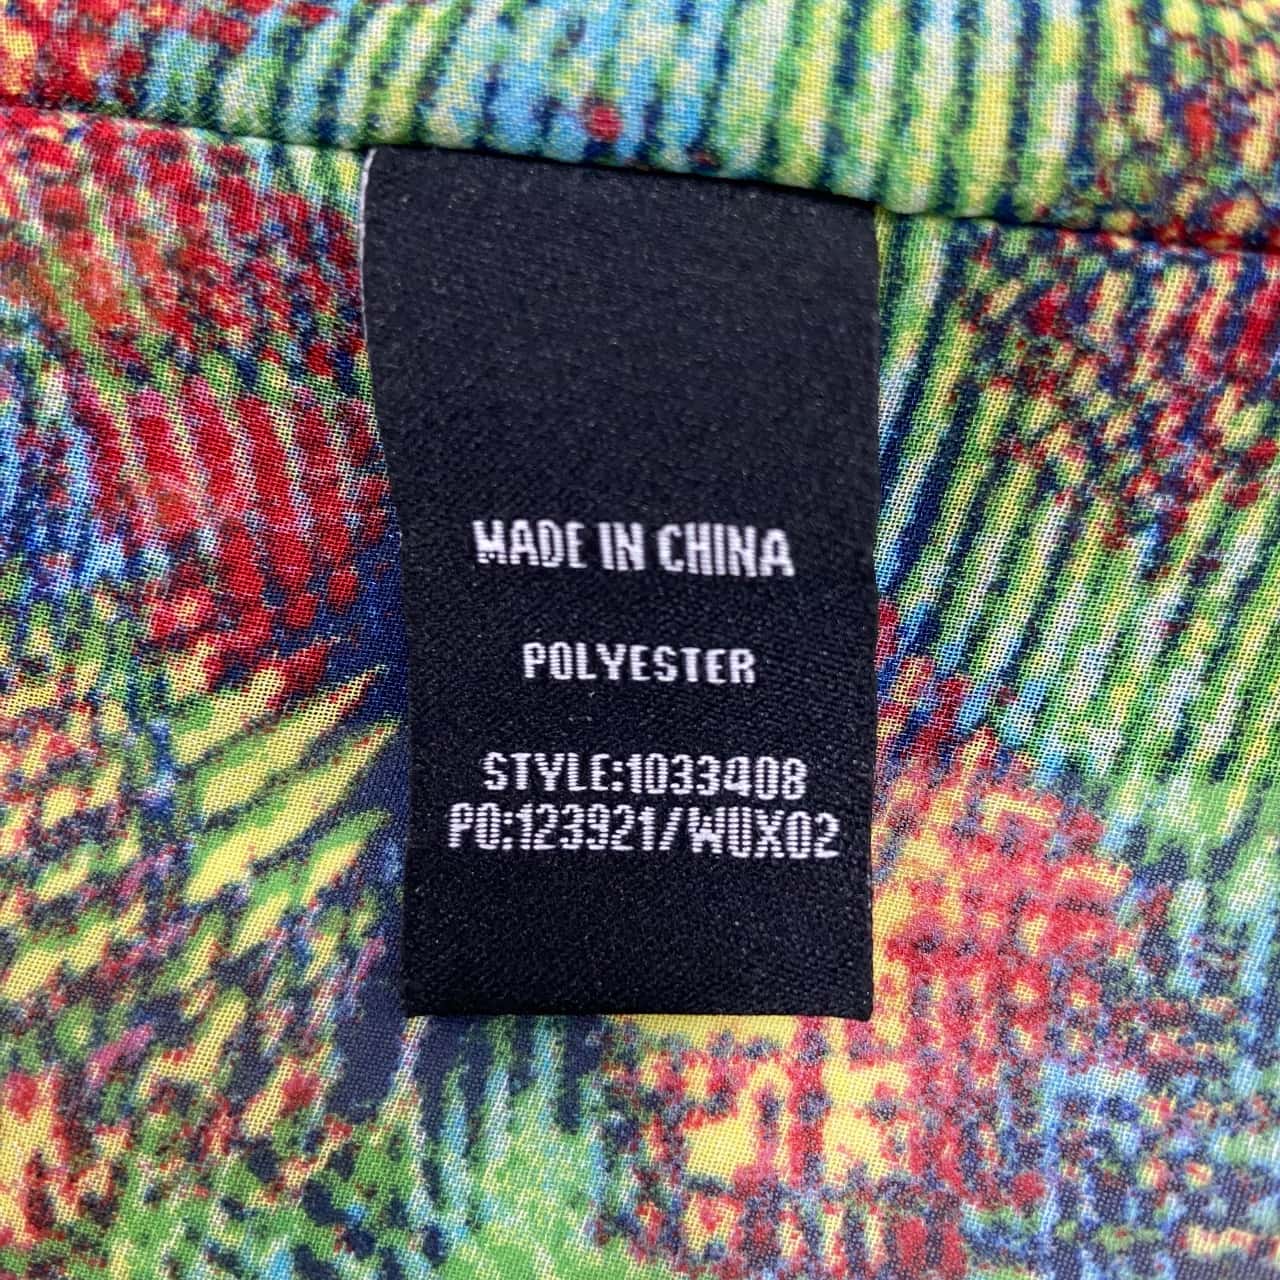 MADE IN CHINA
POLYESTER
STYLE:1033408
PO:123921/WUX02